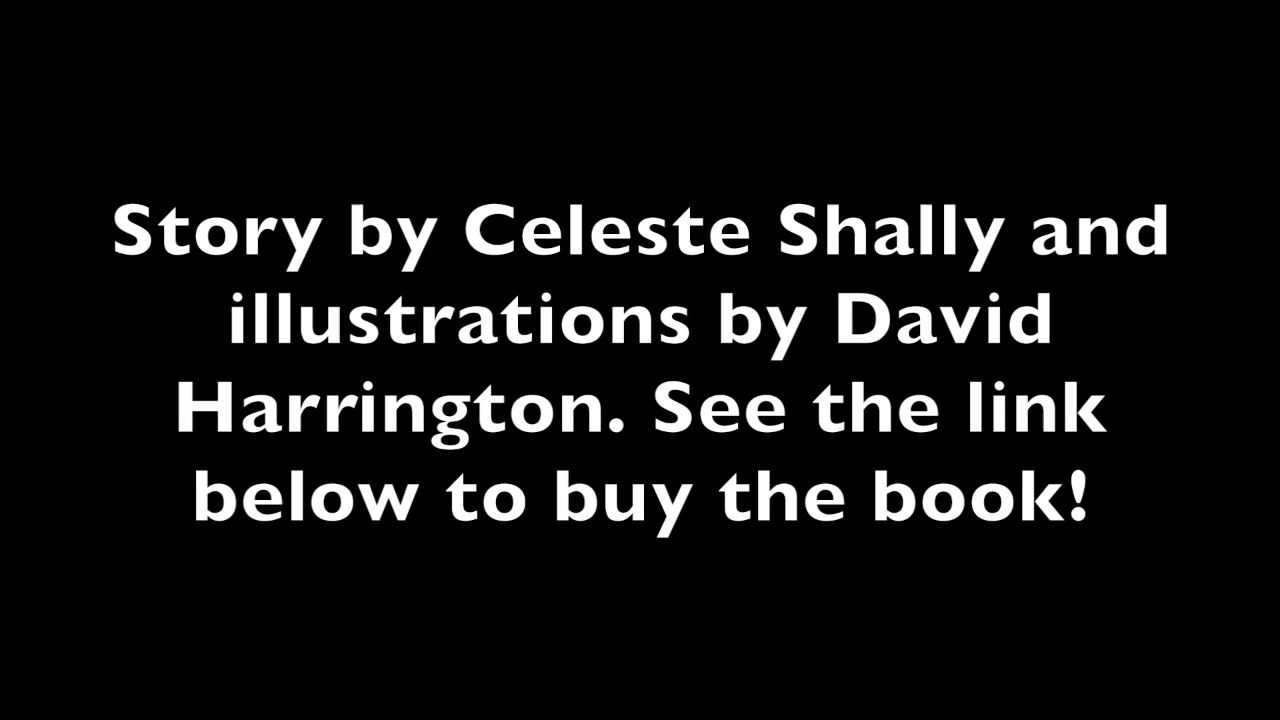 Story by Celeste Shally and
illustrations by David
Harrington. See the link
below to buy the book!